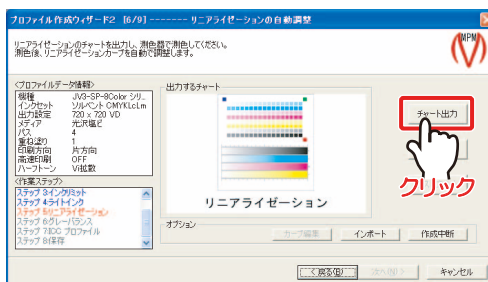 プロファイル作成ウィザード2 [6/9] ------- リニアライゼーションの自動調整
リニアライゼーションのチャートを出力し、測色器で測色してください。
測色後、リニアライゼーションカーブを自動で調整します。
MPM
<プロファイルデータ情報>
機種 JV3-SP-8Color シリ..
インクセット ソルベント CMYKLcLm
出力設定 720 x 720 VD
メディア 光沢塩ビ
パス 4
重ね塗り 1
印刷方向 片方向
高速印刷 OFF
ハーフトーン Vi拡散
<作業ステップ>
ステップ 3インクリミット
ステップ 4ライトインク
ステップ 5リニアライゼーション
ステップ 6グレーバランス
ステップ 7ICC プロファイル
ステップ 8保存
出力するチャート
リニアライゼーション
チャート出力
クリック
オプション
カーブ編集
インポート
作成中断
< 戻る(B)
次へ(N) >
キャンセル